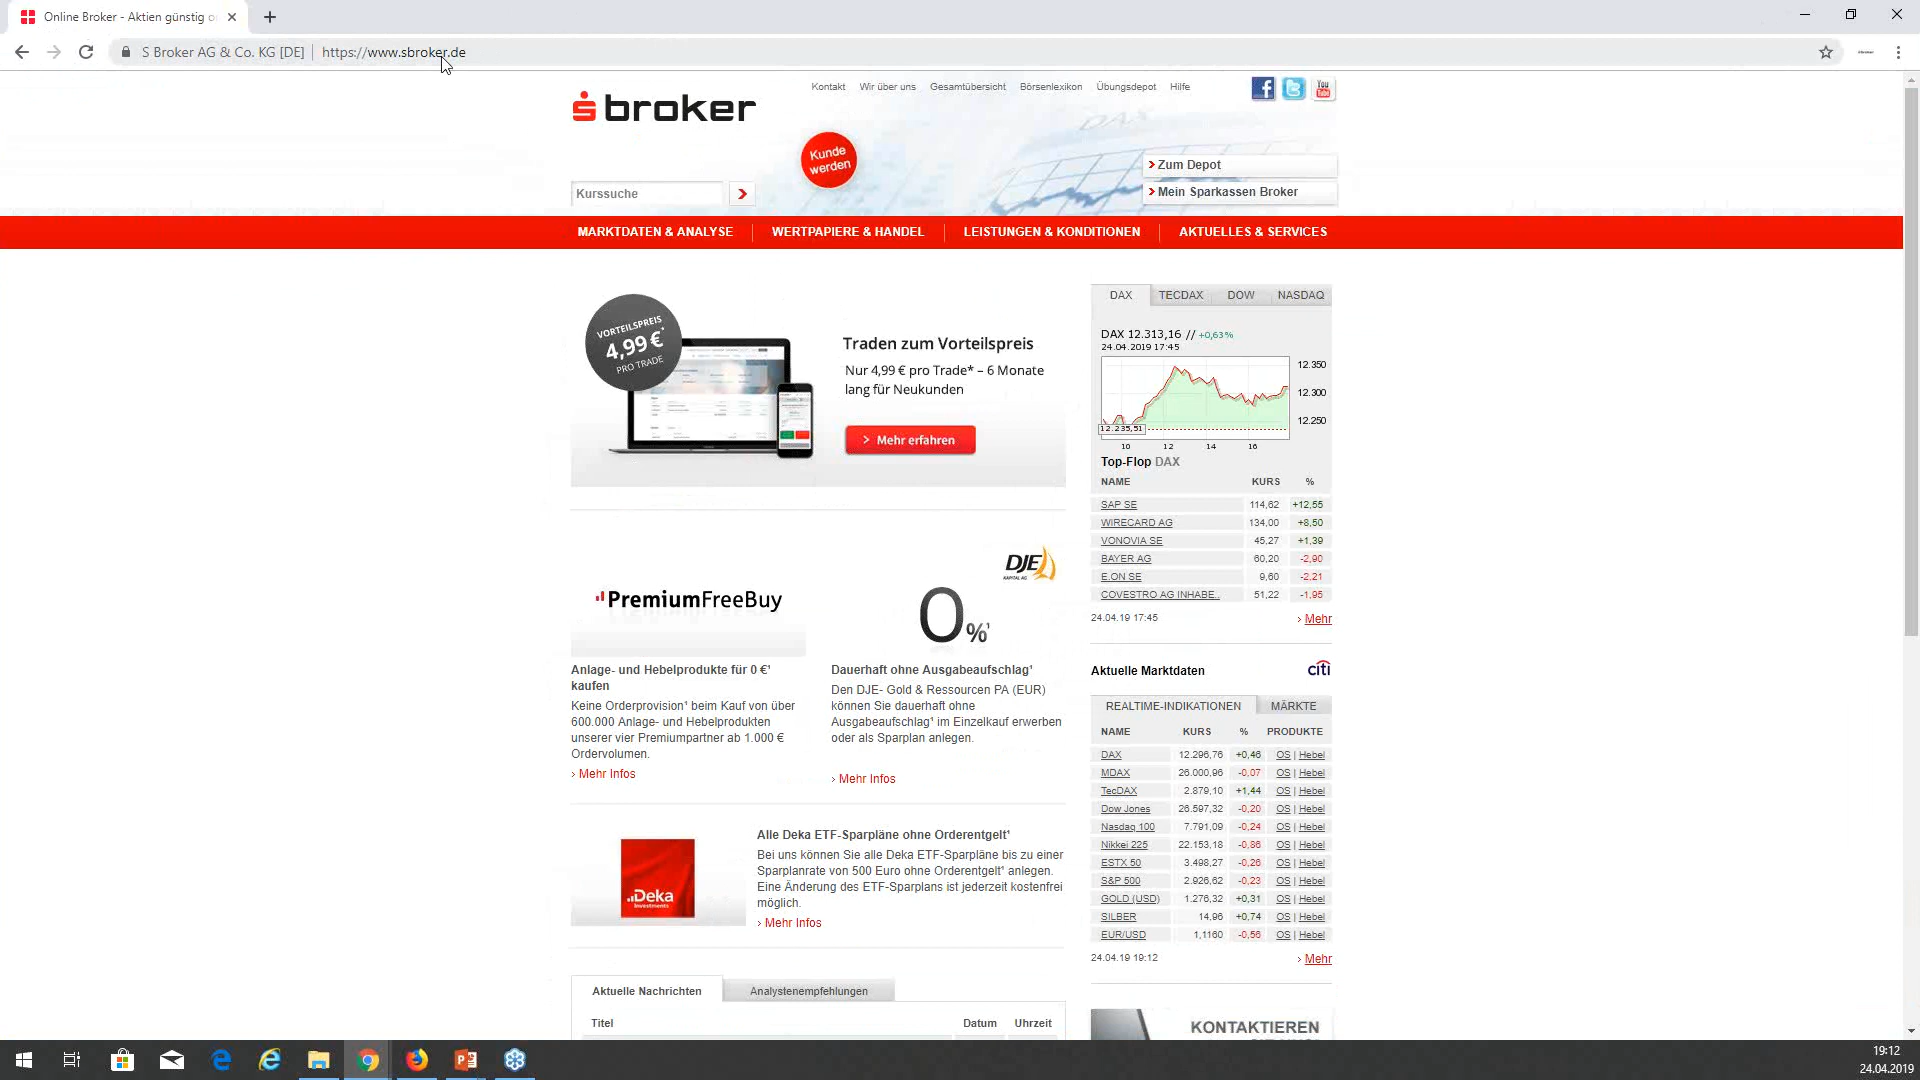 Online Broker - Aktien günstig o
S Broker AG & Co. KG [DE] | https://www.sbroker.de
Kontakt Wir über uns Gesamtübersicht Börsenlexikon Übungsdepot Hilfe
f t You Tube
broker
Kunde
werden
Zum Depot
Kurssuche
Mein Sparkassen Broker
MARKTDATEN & ANALYSE WERTPAPIERE & HANDEL LEISTUNGEN & KONDITIONEN AKTUELLES & SERVICES
VORTEILSPREIS
4,99 €*
PRO TRADE
Traden zum Vorteilspreis
Nur 4,99 € pro Trade* – 6 Monate
lang für Neukunden
> Mehr erfahren
PremiumFreeBuy
Anlage- und Hebelprodukte für 0 €¹
kaufen
Keine Orderprovision¹ beim Kauf von über
600.000 Anlage- und Hebelprodukten
unserer vier Premiumpartner ab 1.000 €
Ordervolumen.
› Mehr Infos
DJE
KAPITAL AG
0%¹
Dauerhaft ohne Ausgabeaufschlag¹
Den DJE- Gold & Ressourcen PA (EUR)
können Sie dauerhaft ohne
Ausgabeaufschlag¹ im Einzelkauf erwerben
oder als Sparplan anlegen.
› Mehr Infos
Deka
Investments
Alle Deka ETF-Sparpläne ohne Orderentgelt¹
Bei uns können Sie alle Deka ETF-Sparpläne bis zu einer
Sparplanrate von 500 Euro ohne Orderentgelt¹ anlegen.
Eine Änderung des ETF-Sparplans ist jederzeit kostenfrei
möglich.
› Mehr Infos
Aktuelle Nachrichten Analystenempfehlungen
Titel Datum Uhrzeit
DAX TECDAX DOW NASDAQ
DAX 12.313,16 // +0,63%
24.04.2019 17:45
12.350
12.300
12.250
12.235,51
10 12 14 16
Top-Flop DAX
NAME KURS %
SAP SE 114,62 +12,55
WIRECARD AG 134,00 +8,50
VONOVIA SE 45,27 +1,39
BAYER AG 60,20 -2,90
E.ON SE 9,60 -2,21
COVESTRO AG INHABE.. 51,22 -1,95
24.04.19 17:45 › Mehr
Aktuelle Marktdaten citi
REALTIME-INDIKATIONEN MÄRKTE
NAME KURS % PRODUKTE
DAX 12.296,76 +0,46 OS | Hebel
MDAX 26.000,96 -0,07 OS | Hebel
TecDAX 2.879,10 +1,44 OS | Hebel
Dow Jones 26.597,32 -0,20 OS | Hebel
Nasdaq 100 7.791,09 -0,24 OS | Hebel
Nikkei 225 22.153,18 -0,86 OS | Hebel
ESTX 50 3.498,27 -0,26 OS | Hebel
S&P 500 2.926,62 -0,23 OS | Hebel
GOLD (USD) 1.276,32 +0,31 OS | Hebel
SILBER 14,96 +0,74 OS | Hebel
EUR/USD 1,1160 -0,56 OS | Hebel
24.04.19 19:12 › Mehr
KONTAKTIEREN
19:12
24.04.2019